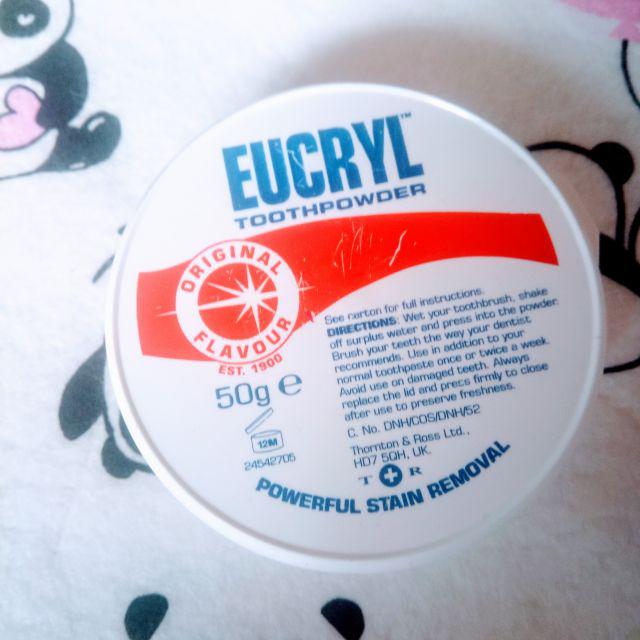 EUCRYL™
TOOTHPOWDER
ORIGINAL
FLAVOUR
EST. 1900
50g ℮
12M
24542705
See carton for full instructions.
DIRECTIONS: Wet your toothbrush, shake
off surplus water and press into the powder.
Brush your teeth the way your dentist
recommends. Use in addition to your
normal toothpaste once or twice a week.
Avoid use on damaged teeth. Always
replace the lid and press firmly to close
after use to preserve freshness.
C. No. DNH/COS/DNH/52
Thornton & Ross Ltd.,
HD7 5QH, UK.
T R
POWERFUL STAIN REMOVAL